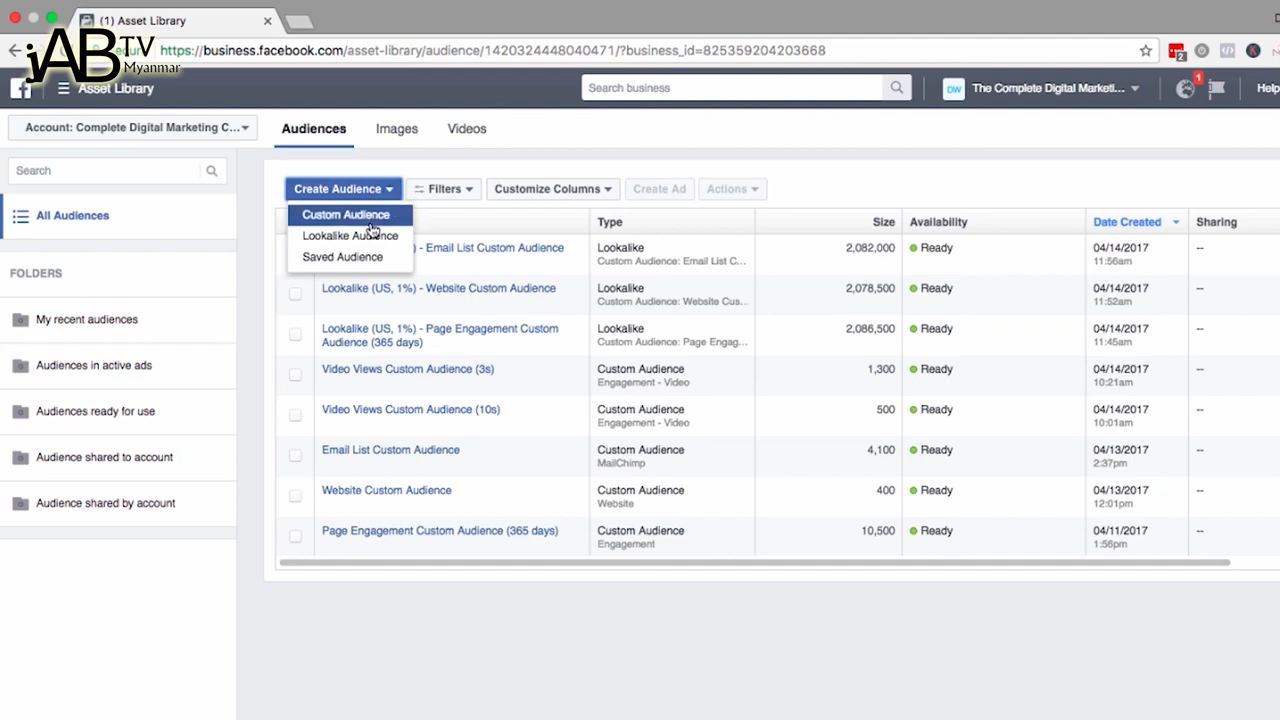 (1) Asset Library
jABTV
Myanmar
https://business.facebook.com/asset-library/audience/1420324448040471/?business_id=825359204203668
2
Asset Library
Search business
DW
The Complete Digital Marketi...
1
Help
Account: Complete Digital Marketing C...
Audiences
Images
Videos
Search
All Audiences
FOLDERS
My recent audiences
Audiences in active ads
Audiences ready for use
Audience shared to account
Audience shared by account
Create Audience
Filters
Customize Columns
Create Ad
Actions
Custom Audience
Lookalike Audience
Saved Audience
Type
Size
Availability
Date Created
Sharing
) - Email List Custom Audience
Lookalike
Custom Audience: Email List C...
2,082,000
Ready
04/14/2017
11:56am
--
Lookalike (US, 1%) - Website Custom Audience
Lookalike
Custom Audience: Website Cus...
2,078,500
Ready
04/14/2017
11:52am
--
Lookalike (US, 1%) - Page Engagement Custom
Audience (365 days)
Lookalike
Custom Audience: Page Engag...
2,086,500
Ready
04/14/2017
11:45am
--
Video Views Custom Audience (3s)
Custom Audience
Engagement - Video
1,300
Ready
04/14/2017
10:21am
--
Video Views Custom Audience (10s)
Custom Audience
Engagement - Video
500
Ready
04/14/2017
10:01am
--
Email List Custom Audience
Custom Audience
MailChimp
4,100
Ready
04/13/2017
2:37pm
--
Website Custom Audience
Custom Audience
Website
400
Ready
04/13/2017
12:01pm
--
Page Engagement Custom Audience (365 days)
Custom Audience
Engagement
10,500
Ready
04/11/2017
1:56pm
--